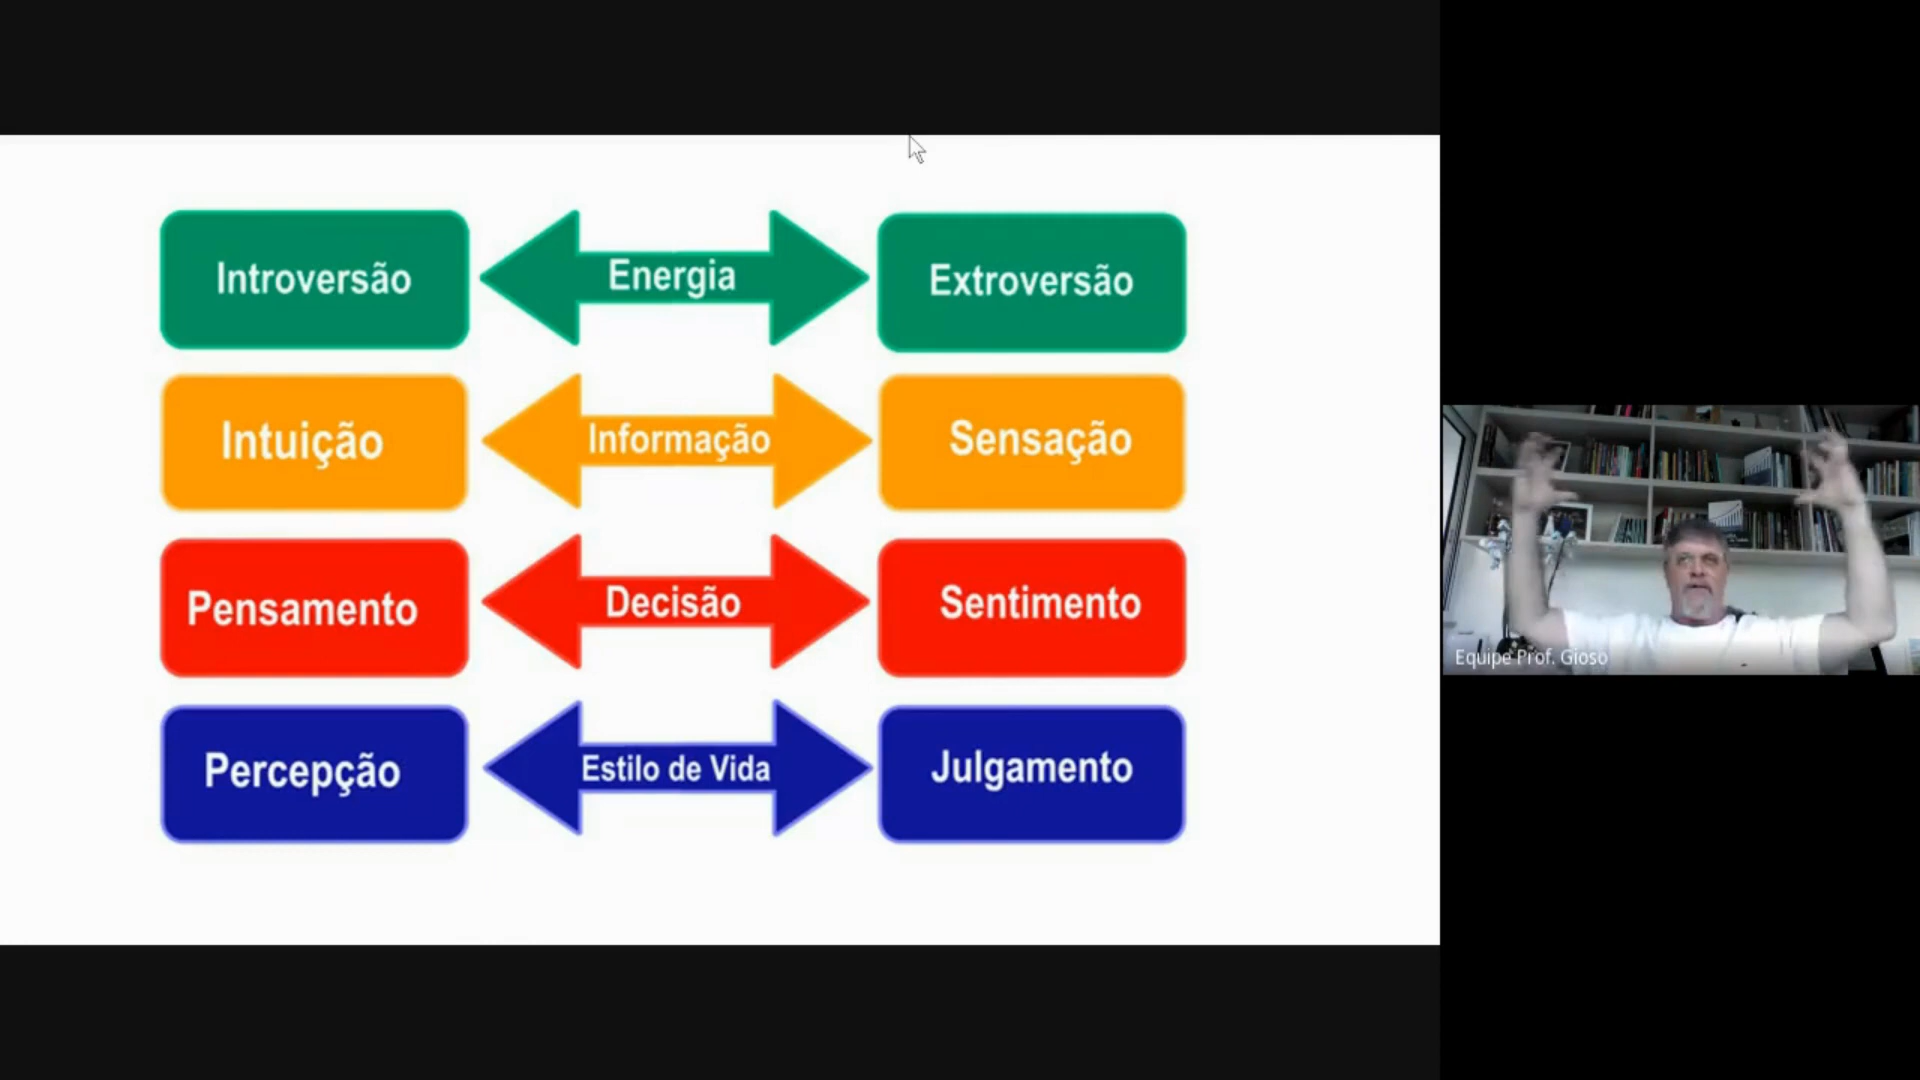 Introversão
Energia
Extroversão
Intuição
Informação
Sensação
Pensamento
Decisão
Sentimento
Percepção
Estilo de Vida
Julgamento
Equipe Prof. Gioso